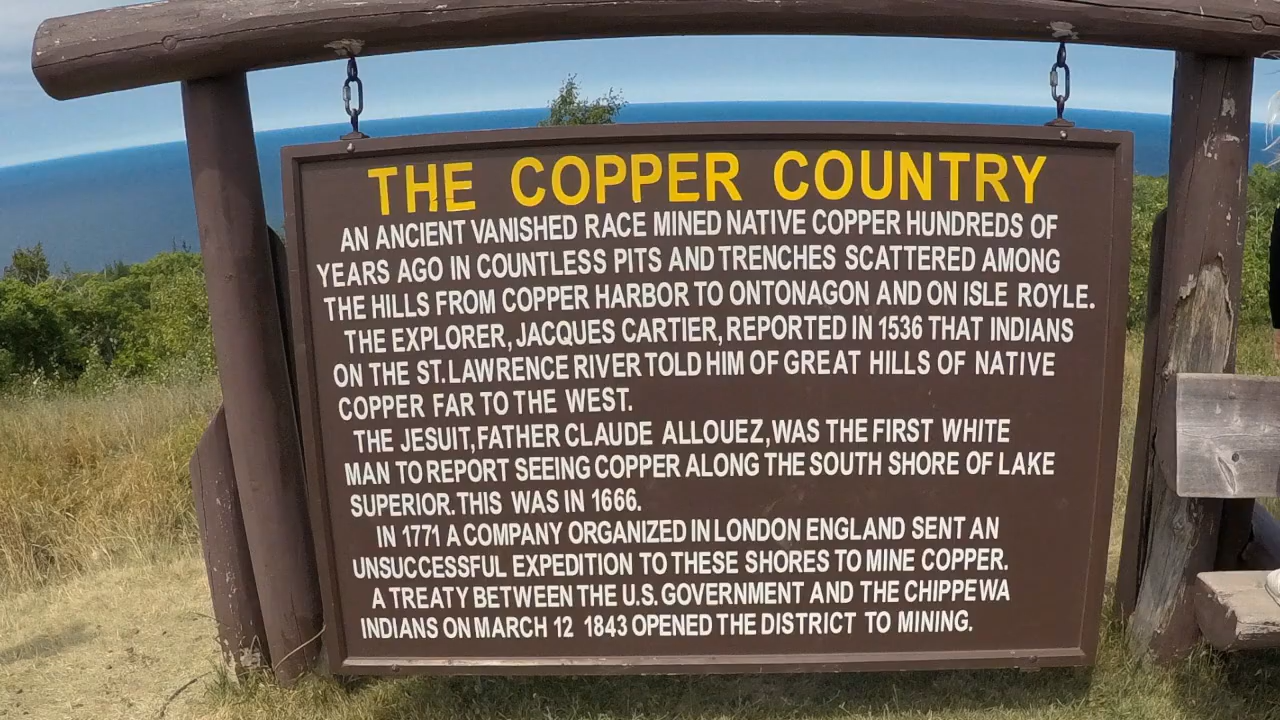 THE COPPER COUNTRY
AN ANCIENT VANISHED RACE MINED NATIVE COPPER HUNDREDS OF
YEARS AGO IN COUNTLESS PITS AND TRENCHES SCATTERED AMONG
THE HILLS FROM COPPER HARBOR TO ONTONAGON AND ON ISLE ROYLE.
THE EXPLORER, JACQUES CARTIER, REPORTED IN 1536 THAT INDIANS
ON THE ST. LAWRENCE RIVER TOLD HIM OF GREAT HILLS OF NATIVE
COPPER FAR TO THE WEST.
THE JESUIT, FATHER CLAUDE ALLOUEZ, WAS THE FIRST WHITE
MAN TO REPORT SEEING COPPER ALONG THE SOUTH SHORE OF LAKE
SUPERIOR. THIS WAS IN 1666.
IN 1771 A COMPANY ORGANIZED IN LONDON ENGLAND SENT AN
UNSUCCESSFUL EXPEDITION TO THESE SHORES TO MINE COPPER.
A TREATY BETWEEN THE U.S. GOVERNMENT AND THE CHIPPEWA
INDIANS ON MARCH 12 1843 OPENED THE DISTRICT TO MINING.